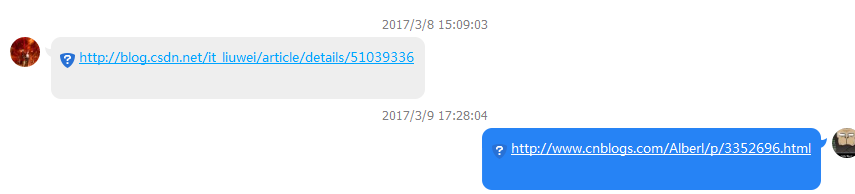 2017/3/8 15:09:03
http://blog.csdn.net/it_liuwei/article/details/51039336
2017/3/9 17:28:04
http://www.cnblogs.com/Alberl/p/3352696.html